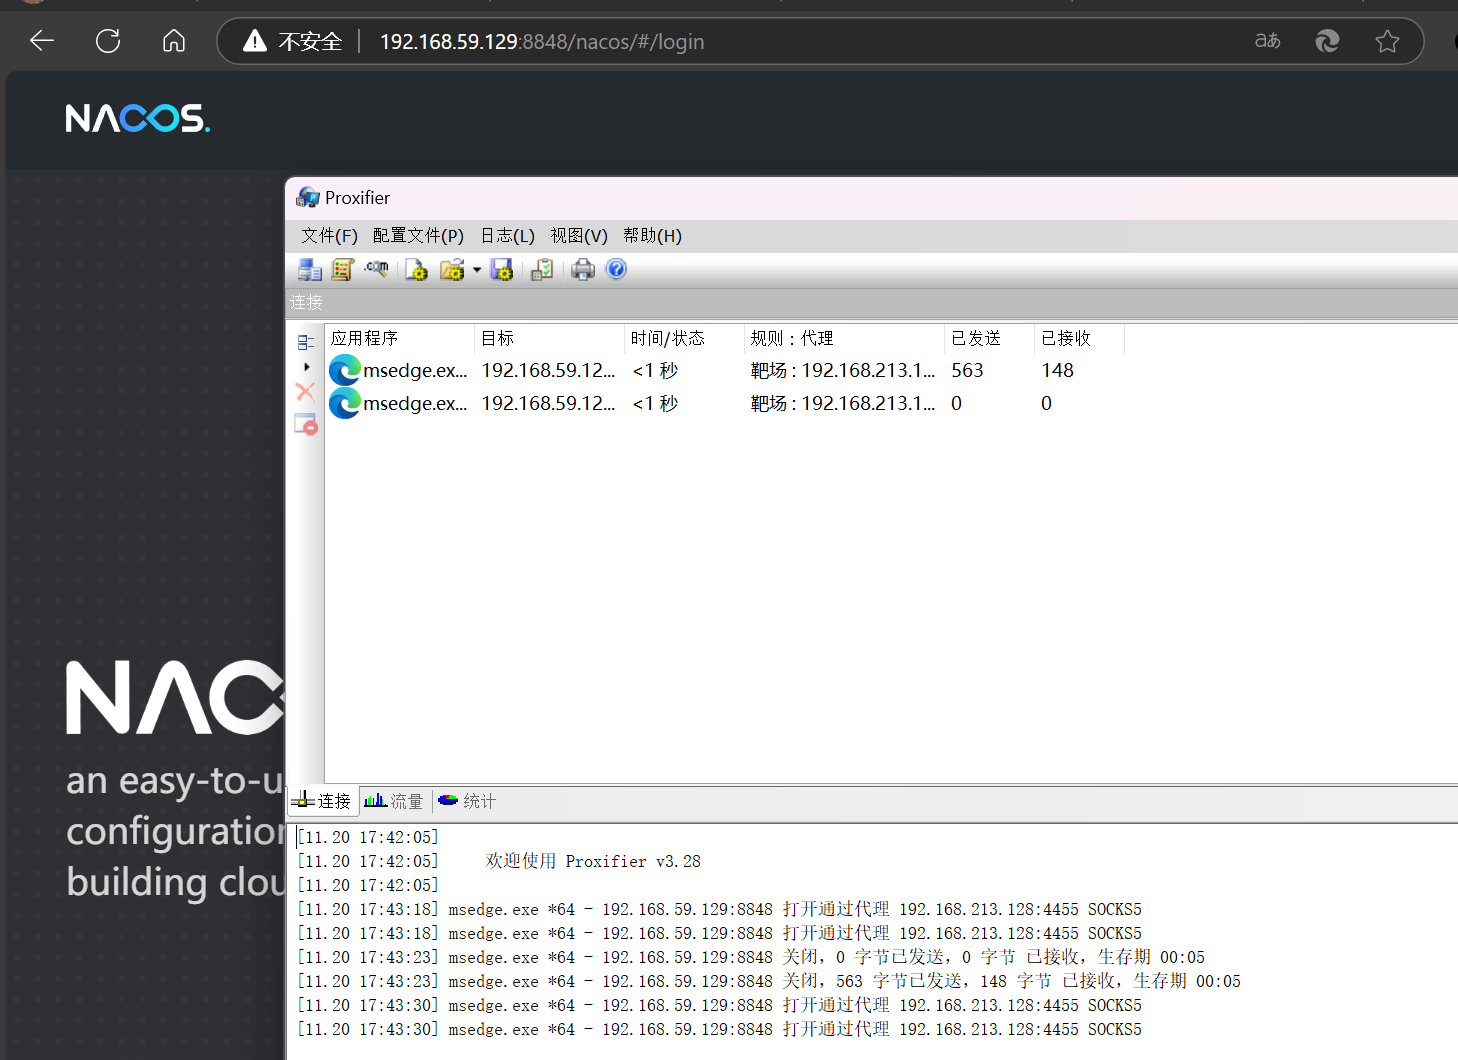 不安全 192.168.59.129:8848/nacos/#/login aあ
NACOS.
Proxifier
文件(F) 配置文件(P) 日志(L) 视图(V) 帮助(H)
.com
连接
应用程序 目标 时间/状态 规则 : 代理 已发送 已接收
msedge.ex... 192.168.59.12... <1 秒 靶场 : 192.168.213.1... 563 148
msedge.ex... 192.168.59.12... <1 秒 靶场 : 192.168.213.1... 0 0
NAC
an easy-to-u
configuration
building clou
连接 流量 统计
[11.20 17:42:05]
[11.20 17:42:05] 欢迎使用 Proxifier v3.28
[11.20 17:42:05]
[11.20 17:43:18] msedge.exe *64 - 192.168.59.129:8848 打开通过代理 192.168.213.128:4455 SOCKS5
[11.20 17:43:18] msedge.exe *64 - 192.168.59.129:8848 打开通过代理 192.168.213.128:4455 SOCKS5
[11.20 17:43:23] msedge.exe *64 - 192.168.59.129:8848 关闭，0 字节已发送，0 字节 已接收，生存期 00:05
[11.20 17:43:23] msedge.exe *64 - 192.168.59.129:8848 关闭，563 字节已发送，148 字节 已接收，生存期 00:05
[11.20 17:43:30] msedge.exe *64 - 192.168.59.129:8848 打开通过代理 192.168.213.128:4455 SOCKS5
[11.20 17:43:30] msedge.exe *64 - 192.168.59.129:8848 打开通过代理 192.168.213.128:4455 SOCKS5